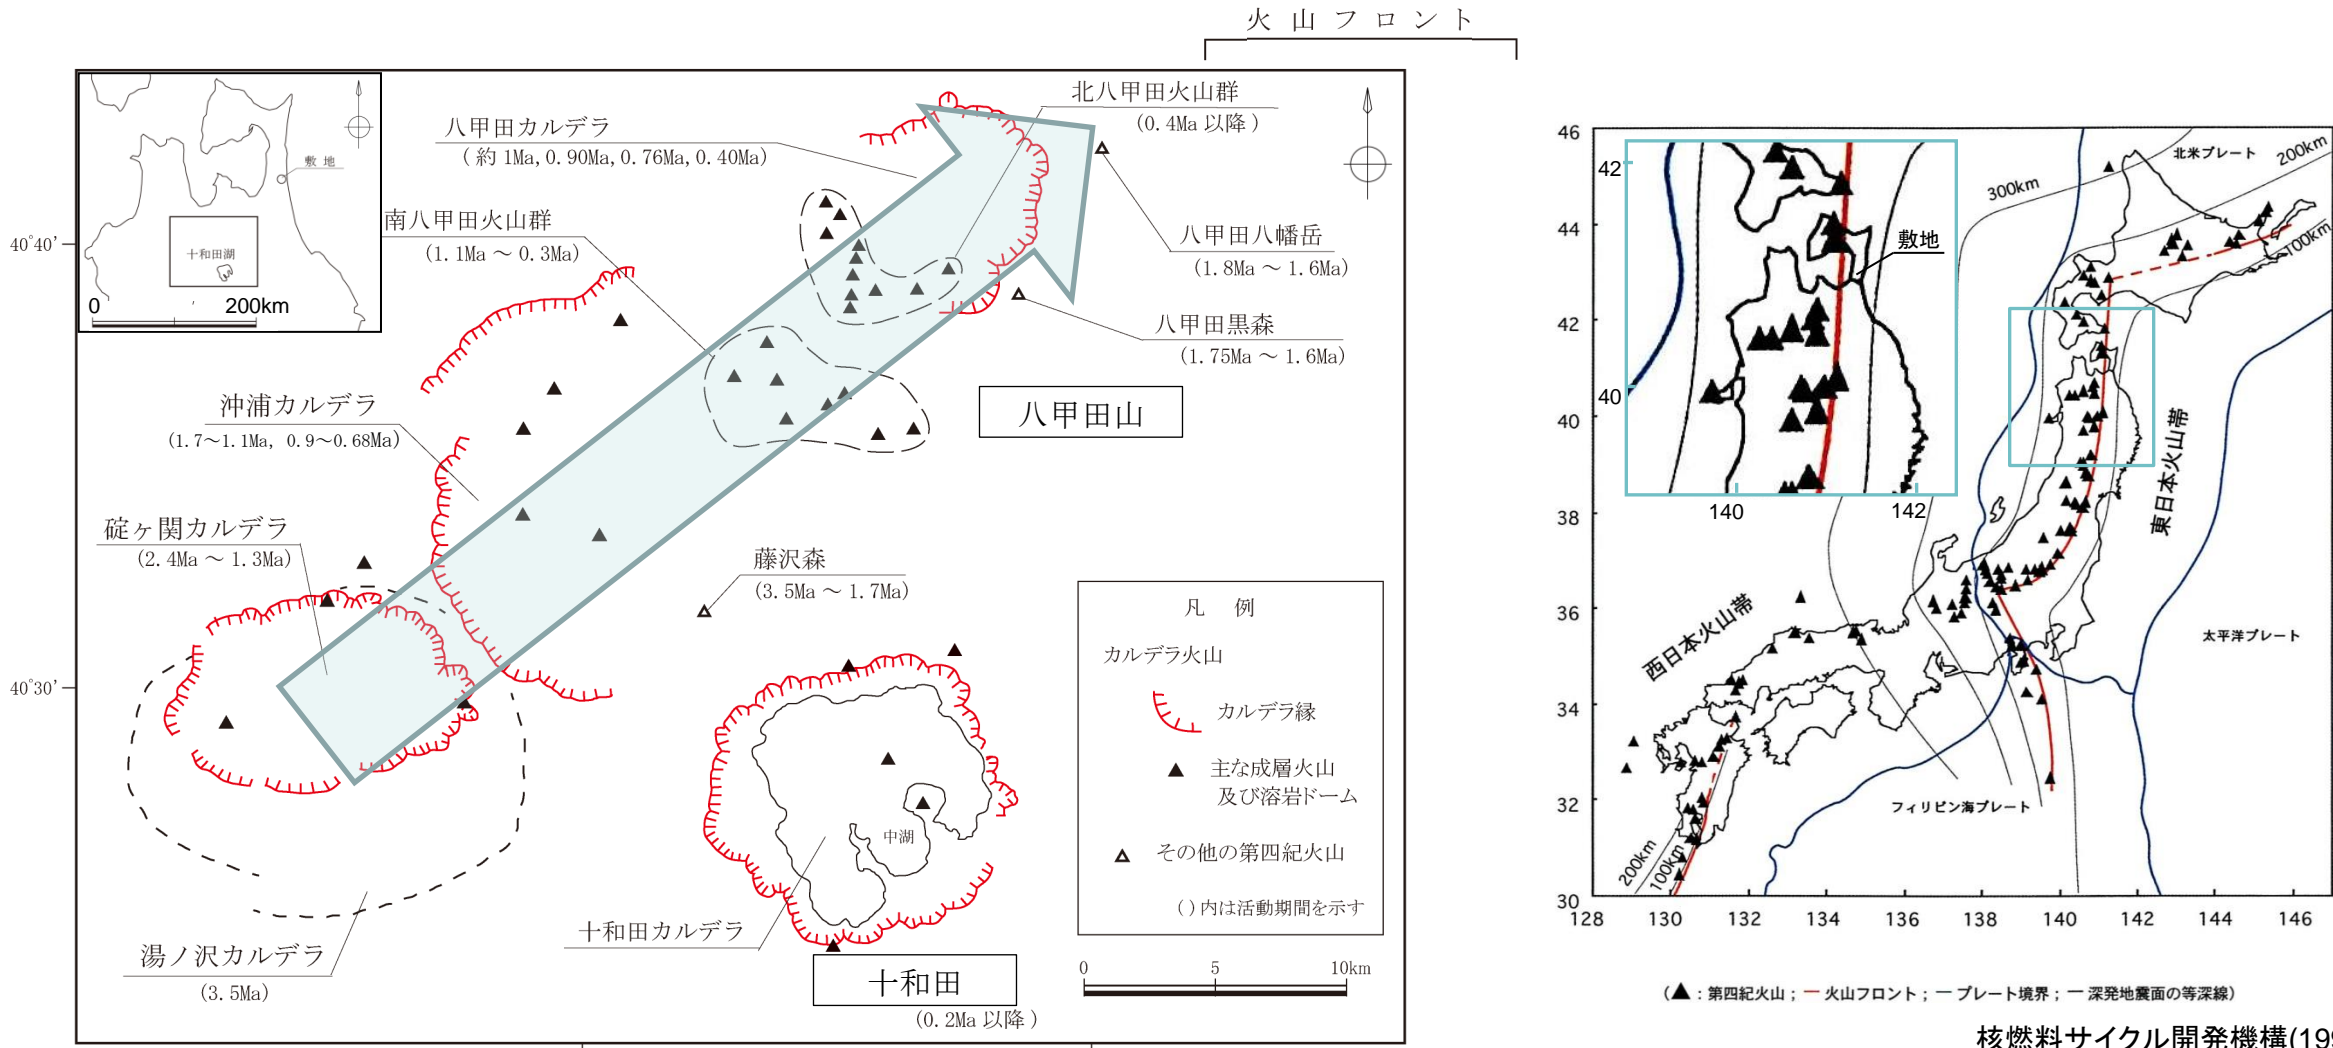 火山フロント
敷地
十和田湖
0
200km
40°40’
40°30’
八甲田カルデラ
(約1Ma, 0.90Ma, 0.76Ma, 0.40Ma)
北八甲田火山群
(0.4Ma 以降)
南八甲田火山群
(1.1Ma ～ 0.3Ma)
八甲田八幡岳
(1.8Ma ～ 1.6Ma)
八甲田黒森
(1.75Ma ～ 1.6Ma)
沖浦カルデラ
(1.7～1.1Ma, 0.9～0.68Ma)
八甲田山
碇ヶ関カルデラ
(2.4Ma ～ 1.3Ma)
藤沢森
(3.5Ma ～ 1.7Ma)
中湖
十和田カルデラ
湯ノ沢カルデラ
(3.5Ma)
十和田
(0.2Ma 以降)
凡 例
カルデラ火山
カルデラ縁
主な成層火山
及び溶岩ドーム
その他の第四紀火山
( )内は活動期間を示す
0 5 10km
46
44
42
40
38
36
34
32
30
128 130 132 134 136 138 140 142 144 146
42
40
140 142
敷地
北米プレート
200km
300km
100km
東日本火山帯
西日本火山帯
太平洋プレート
フィリピン海プレート
200km
100km
(▲：第四紀火山；ー 火山フロント；ー プレート境界；ー 深発地震面の等深線)
核燃料サイクル開発機構(199